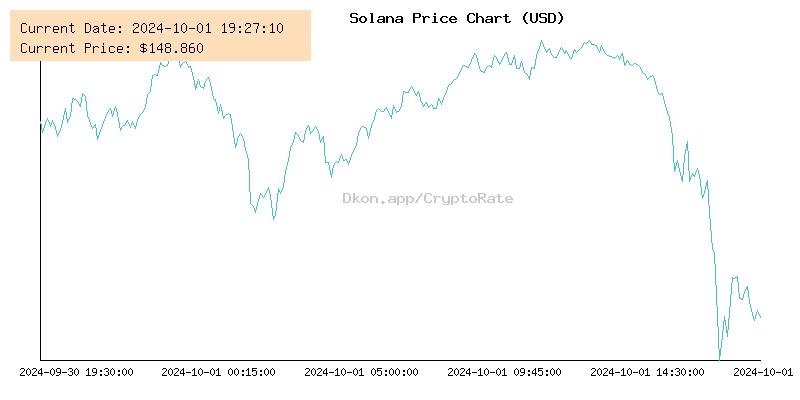 Solana Price Chart (USD)
Current Date: 2024-10-01 19:27:10
Current Price: $148.860
Dkon.app/CryptoRate
2024-09-30 19:30:00
2024-10-01 00:15:00
2024-10-01 05:00:00
2024-10-01 09:45:00
2024-10-01 14:30:00
2024-10-01